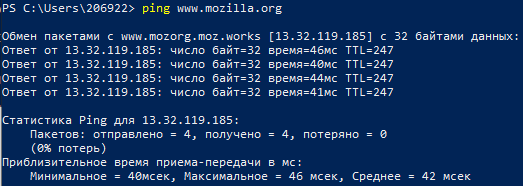 PS C:\Users\206922> ping www.mozilla.org
Обмен пакетами с www.mozorg.moz.works [13.32.119.185] с 32 байтами данных:
Ответ от 13.32.119.185: число байт=32 время=46мс TTL=247
Ответ от 13.32.119.185: число байт=32 время=40мс TTL=247
Ответ от 13.32.119.185: число байт=32 время=44мс TTL=247
Ответ от 13.32.119.185: число байт=32 время=41мс TTL=247
Статистика Ping для 13.32.119.185:
Пакетов: отправлено = 4, получено = 4, потеряно = 0
(0% потерь)
Приблизительное время приема-передачи в мс:
Минимальное = 40мсек, Максимальное = 46 мсек, Среднее = 42 мсек